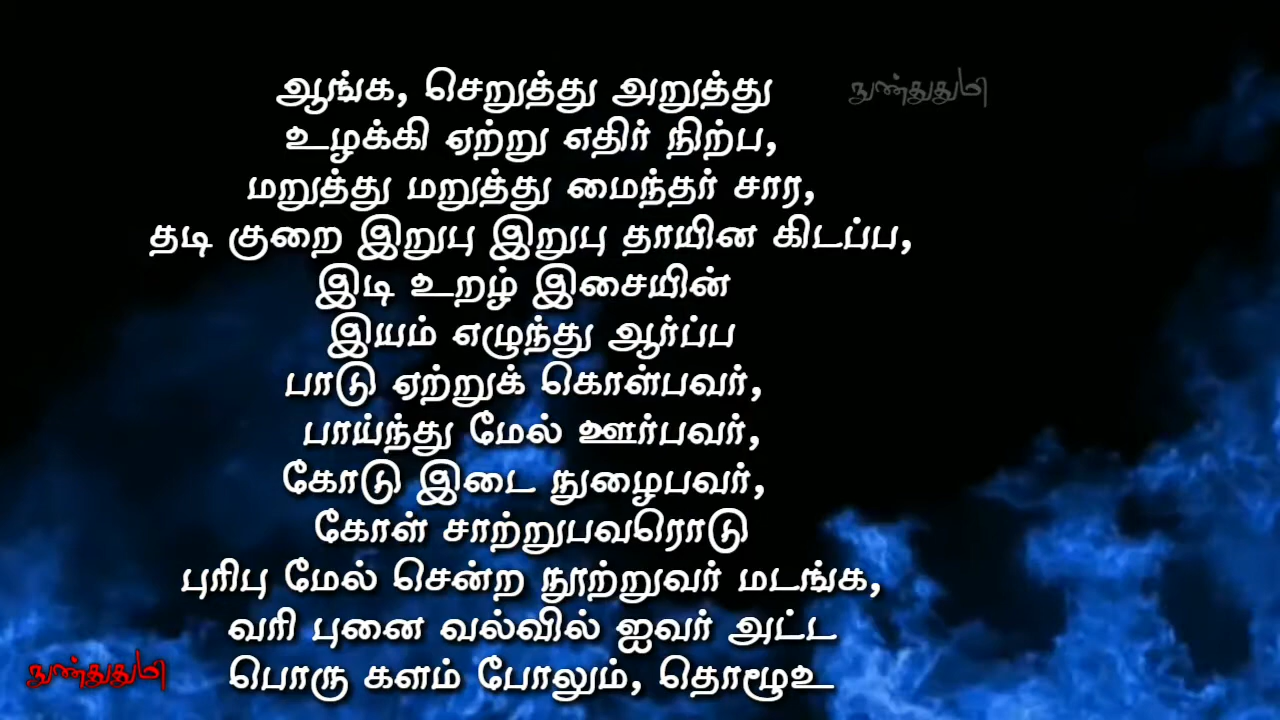 ஆங்க, செறுத்து அறுத்து
நுண்துதுமி
உழக்கி ஏற்று எதிர் நிற்ப,
மறுத்து மறுத்து மைந்தர் சார,
தடி குறை இறுபு இறுபு தாயின கிடப்ப,
இடி உறழ் இசையின்
இயம் எழுந்து ஆர்ப்ப
பாடு ஏற்றுக் கொள்பவர்,
பாய்ந்து மேல் ஊர்பவர்,
கோடு இடை நுழைபவர்,
கோள் சாற்றுபவரொடு
புரிபு மேல் சென்ற நூற்றுவர் மடங்க,
வரி புனை வல்வில் ஐவர் அட்ட
பொரு களம் போலும், தொழூஉ
நுண்துதுமி